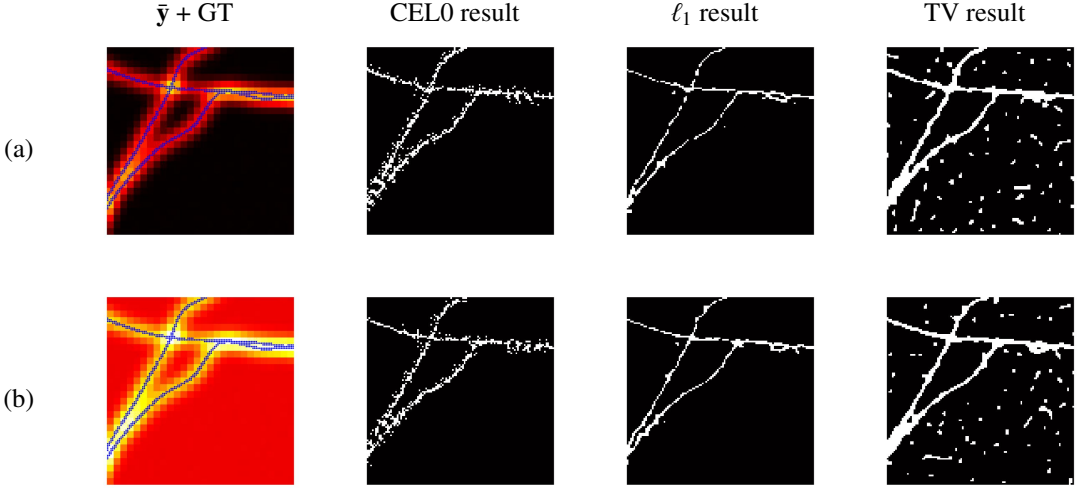 ȳ + GT CEL0 result ℓ₁ result TV result
(a)
(b)